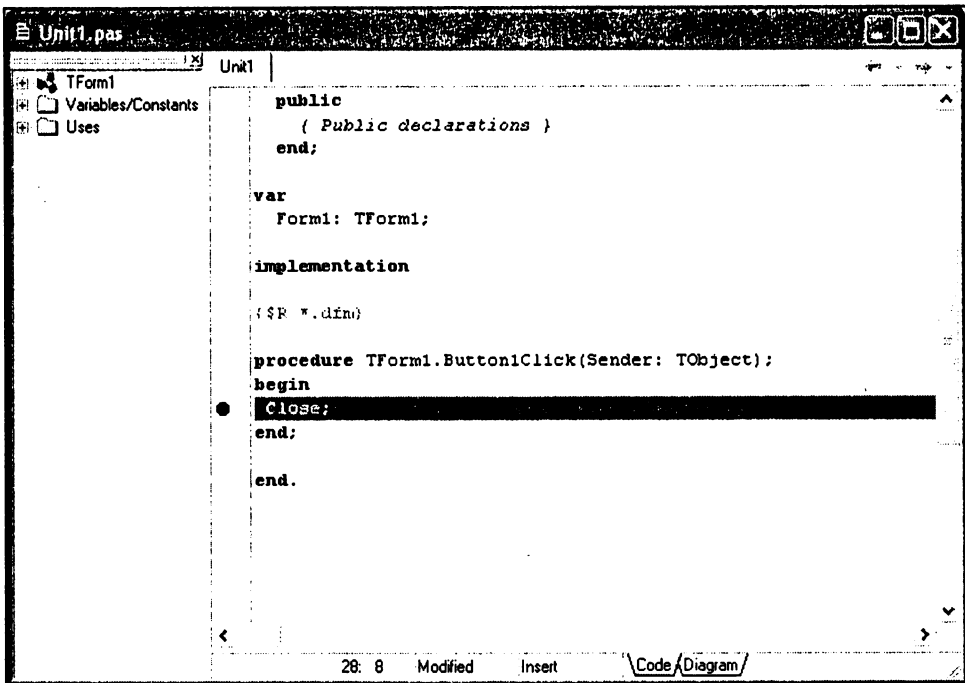 Unit1.pas
TForm1
Variables/Constants
Uses
Unit1
public
{ Public declarations }
end;
var
Form1: TForm1;
implementation
{$R *.dfm}
procedure TForm1.Button1Click(Sender: TObject);
begin
Close;
end;
end.
28: 8 Modified Insert Code Diagram